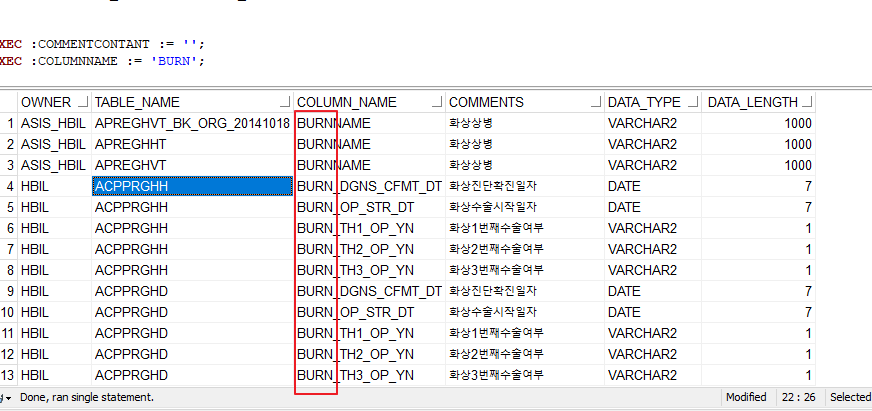 XEC :COMMENTCONTANT := '';
XEC :COLUMNNAME := 'BURN';
OWNER TABLE_NAME COLUMN_NAME COMMENTS DATA_TYPE DATA_LENGTH
1 ASIS_HBIL APREGHVT_BK_ORG_20141018 BURNNAME 화상상병 VARCHAR2 1000
2 ASIS_HBIL APREGHHT BURNNAME 화상상병 VARCHAR2 1000
3 ASIS_HBIL APREGHVT BURNNAME 화상상병 VARCHAR2 1000
4 HBIL ACPPRGHH BURN_DGNS_CFMT_DT 화상진단확진일자 DATE 7
5 HBIL ACPPRGHH BURN_OP_STR_DT 화상수술시작일자 DATE 7
6 HBIL ACPPRGHH BURN_TH1_OP_YN 화상1번째수술여부 VARCHAR2 1
7 HBIL ACPPRGHH BURN_TH2_OP_YN 화상2번째수술여부 VARCHAR2 1
8 HBIL ACPPRGHH BURN_TH3_OP_YN 화상3번째수술여부 VARCHAR2 1
9 HBIL ACPPRGHD BURN_DGNS_CFMT_DT 화상진단확진일자 DATE 7
10 HBIL ACPPRGHD BURN_OP_STR_DT 화상수술시작일자 DATE 7
11 HBIL ACPPRGHD BURN_TH1_OP_YN 화상1번째수술여부 VARCHAR2 1
12 HBIL ACPPRGHD BURN_TH2_OP_YN 화상2번째수술여부 VARCHAR2 1
13 HBIL ACPPRGHD BURN_TH3_OP_YN 화상3번째수술여부 VARCHAR2 1
Done, ran single statement. Modified 22 : 26 Selected